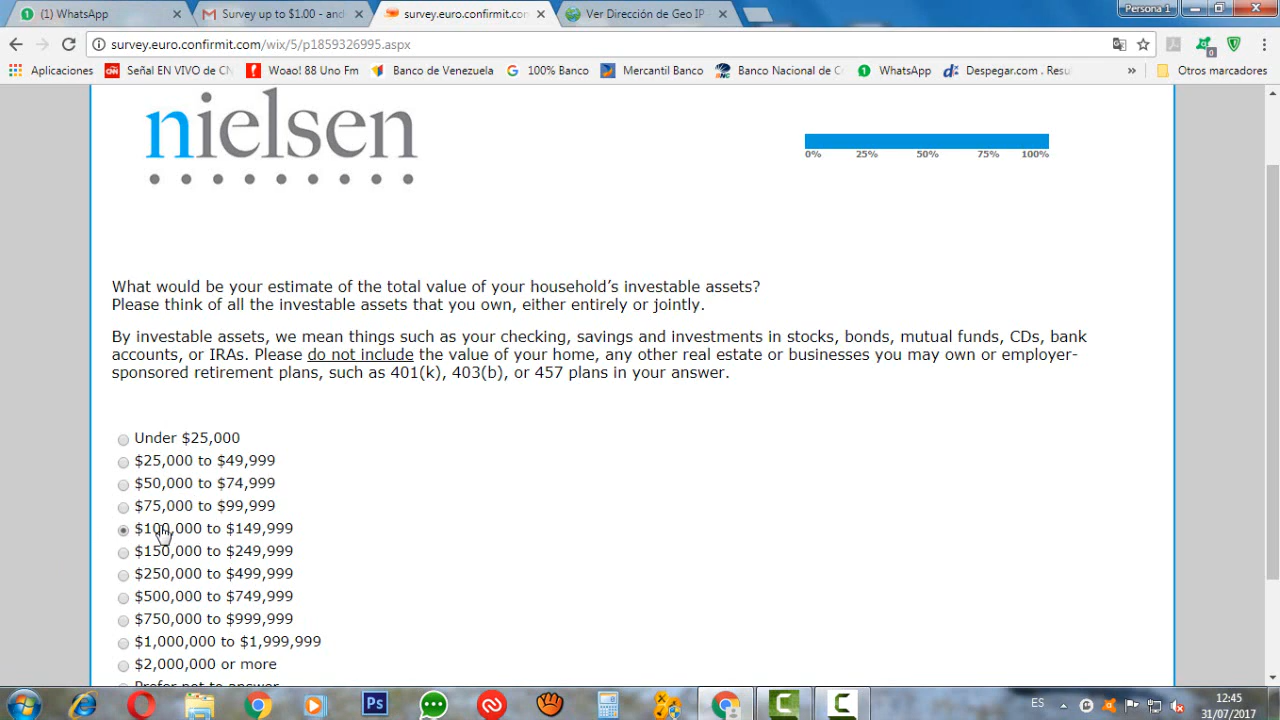 (1) WhatsApp
Survey up to $1.00 - and
survey.euro.confirmit.con
Ver Dirección de Geo IP
Persona 1
survey.euro.confirmit.com/wix/5/p1859326995.aspx
Aplicaciones
Señal EN VIVO de CN
Woao! 88 Uno Fm
Banco de Venezuela
100% Banco
Mercantil Banco
Banco Nacional de C
WhatsApp
Despegar.com . Resu
»
Otros marcadores
nielsen
0% 25% 50% 75% 100%
What would be your estimate of the total value of your household’s investable assets?
Please think of all the investable assets that you own, either entirely or jointly.
By investable assets, we mean things such as your checking, savings and investments in stocks, bonds, mutual funds, CDs, bank
accounts, or IRAs. Please do not include the value of your home, any other real estate or businesses you may own or employer-
sponsored retirement plans, such as 401(k), 403(b), or 457 plans in your answer.
Under $25,000
$25,000 to $49,999
$50,000 to $74,999
$75,000 to $99,999
$100,000 to $149,999
$150,000 to $249,999
$250,000 to $499,999
$500,000 to $749,999
$750,000 to $999,999
$1,000,000 to $1,999,999
$2,000,000 or more
Prefer not to answer
Ps
ES
12:45
31/07/2017